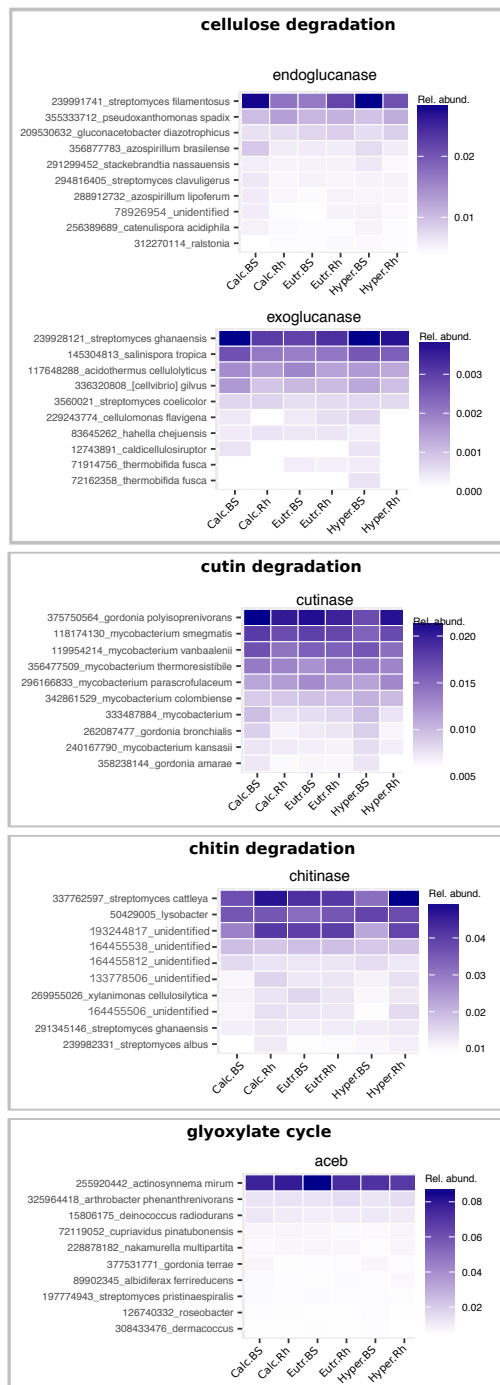 cellulose degradation
endoglucanase
Rel. abund.
239991741_streptomyces filamentosus
355333712_pseudoxanthomonas spadix
209530632_gluconacetobacter diazotrophicus
356877783_azospirillum brasilense
291299452_stackebrandtia nassauensis
294816405_streptomyces clavuligerus
288912732_azospirillum lipoferum
78926954_unidentified
256389689_catenulispora acidiphila
312270114_ralstonia
0.02
0.01
Calc.BS
Calc.Rh
Eutr.BS
Eutr.Rh
Hyper.BS
Hyper.Rh
exoglucanase
Rel. abund.
239928121_streptomyces ghanaensis
145304813_salinispora tropica
117648288_acidothermus cellulolyticus
336320808_[cellvibrio] gilvus
3560021_streptomyces coelicolor
229243774_cellulomonas flavigena
83645262_hahella chejuensis
12743891_caldicellulosiruptor
71914756_thermobifida fusca
72162358_thermobifida fusca
0.003
0.002
0.001
0.000
Calc.BS
Calc.Rh
Eutr.BS
Eutr.Rh
Hyper.BS
Hyper.Rh
cutin degradation
cutinase
Rel. abund.
375750564_gordonia polyisoprenivorans
118174130_mycobacterium smegmatis
119954214_mycobacterium vanbaalenii
356477509_mycobacterium thermoresistibile
296166833_mycobacterium parascrofulaceum
342861529_mycobacterium colombiense
333487884_mycobacterium
262087477_gordonia bronchialis
240167790_mycobacterium kansasii
358238144_gordonia amarae
0.020
0.015
0.010
0.005
Calc.BS
Calc.Rh
Eutr.BS
Eutr.Rh
Hyper.BS
Hyper.Rh
chitin degradation
chitinase
Rel. abund.
337762597_streptomyces cattleya
50429005_lysobacter
193244817_unidentified
164455538_unidentified
164455812_unidentified
133778506_unidentified
269955026_xylanimonas cellulosilytica
164455506_unidentified
291345146_streptomyces ghanaensis
239982331_streptomyces albus
0.04
0.03
0.02
0.01
Calc.BS
Calc.Rh
Eutr.BS
Eutr.Rh
Hyper.BS
Hyper.Rh
glyoxylate cycle
aceb
Rel. abund.
255920442_actinosynnema mirum
325964418_arthrobacter phenanthrenivorans
15806175_deinococcus radiodurans
72119052_cupriavidus pinatubonensis
228878182_nakamurella multipartita
377531771_gordonia terrae
89902345_albidiferax ferrireducens
197774943_streptomyces pristinaespiralis
126740332_roseobacter
308433476_dermacoccus
0.08
0.06
0.04
0.02
Calc.BS
Calc.Rh
Eutr.BS
Eutr.Rh
Hyper.BS
Hyper.Rh